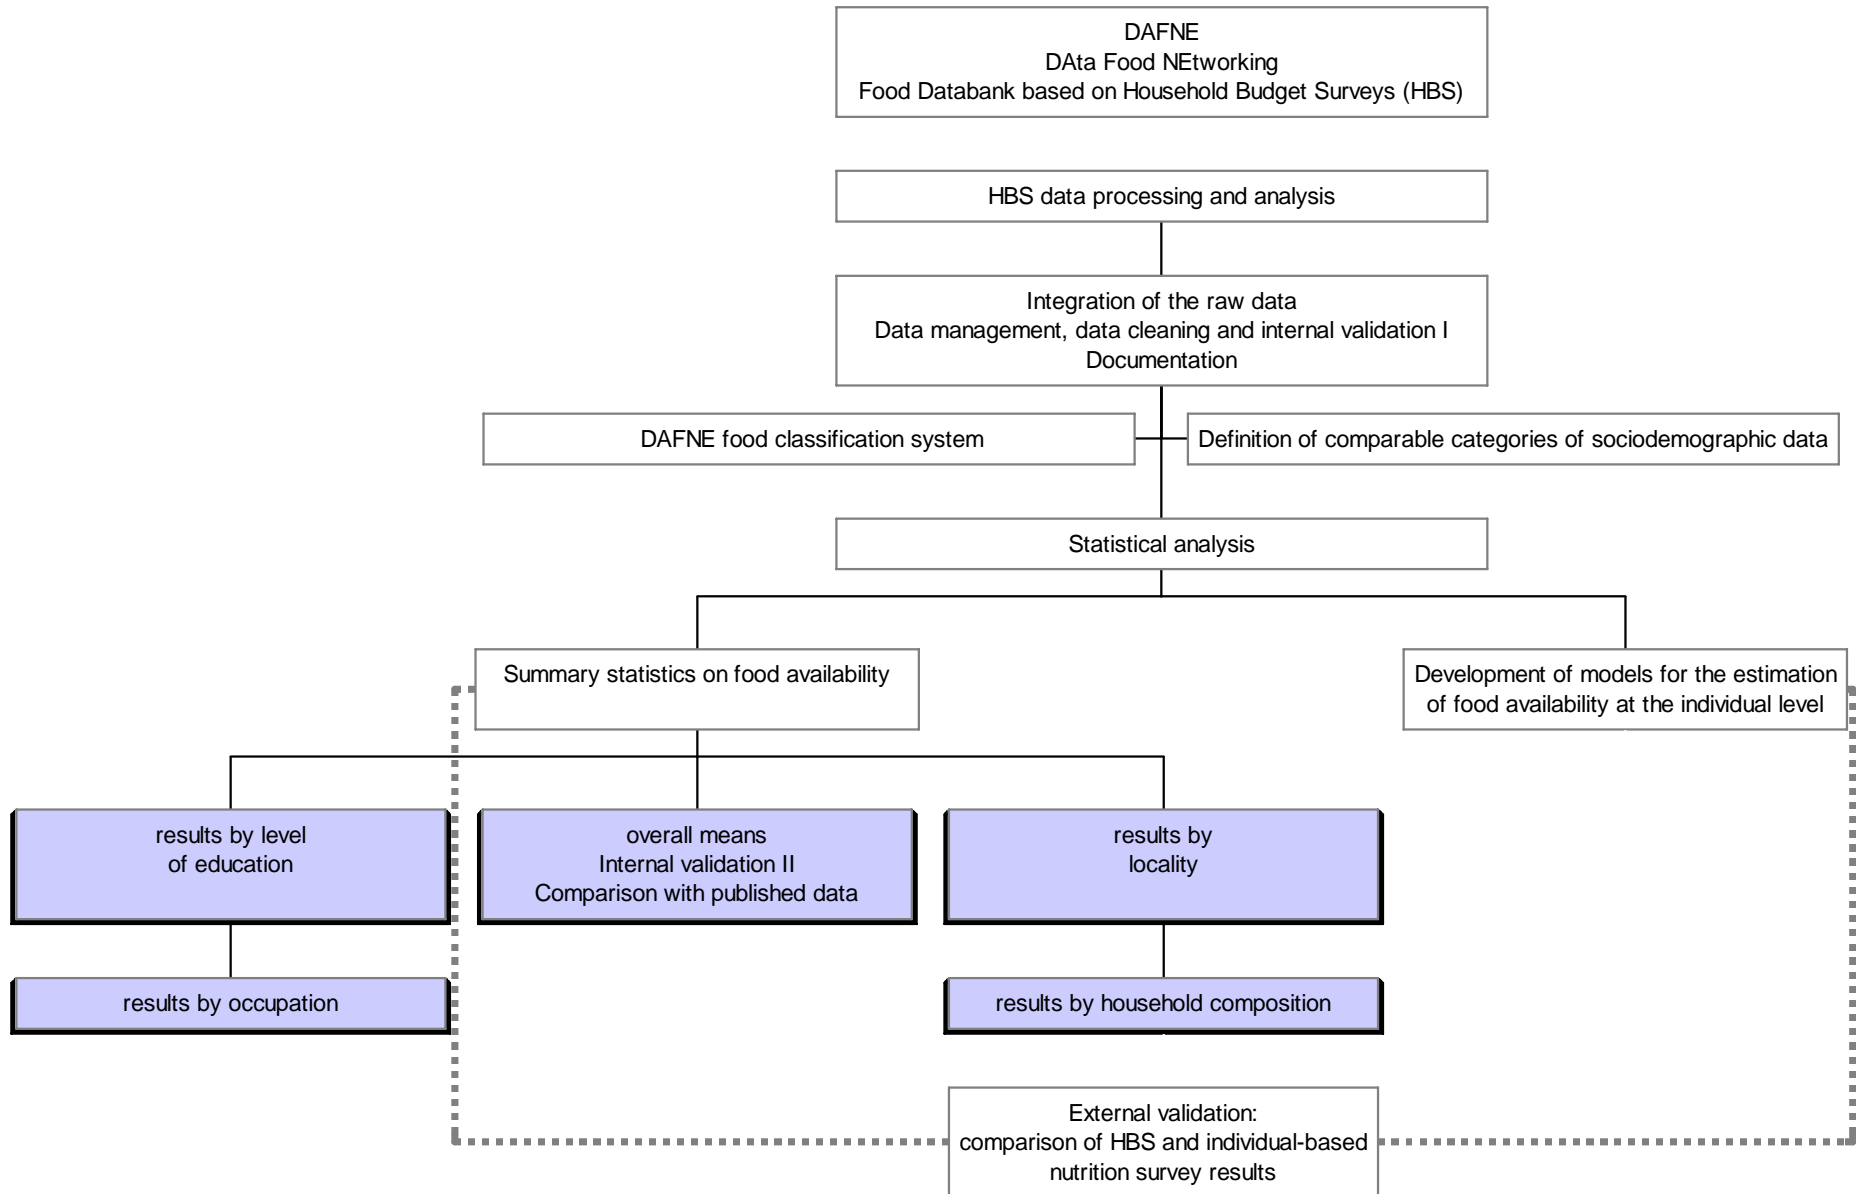 DAFNE
DAta Food NEtworking
Food Databank based on Household Budget Surveys (HBS)
HBS data processing and analysis
Integration of the raw data
Data management, data cleaning and internal validation I
Documentation
DAFNE food classification system
Definition of comparable categories of sociodemographic data
Statistical analysis
Summary statistics on food availability
Development of models for the estimation
of food availability at the individual level
results by level
of education
overall means
Internal validation II
Comparison with published data
results by
locality
results by occupation
results by household composition
External validation:
comparison of HBS and individual-based
nutrition survey results